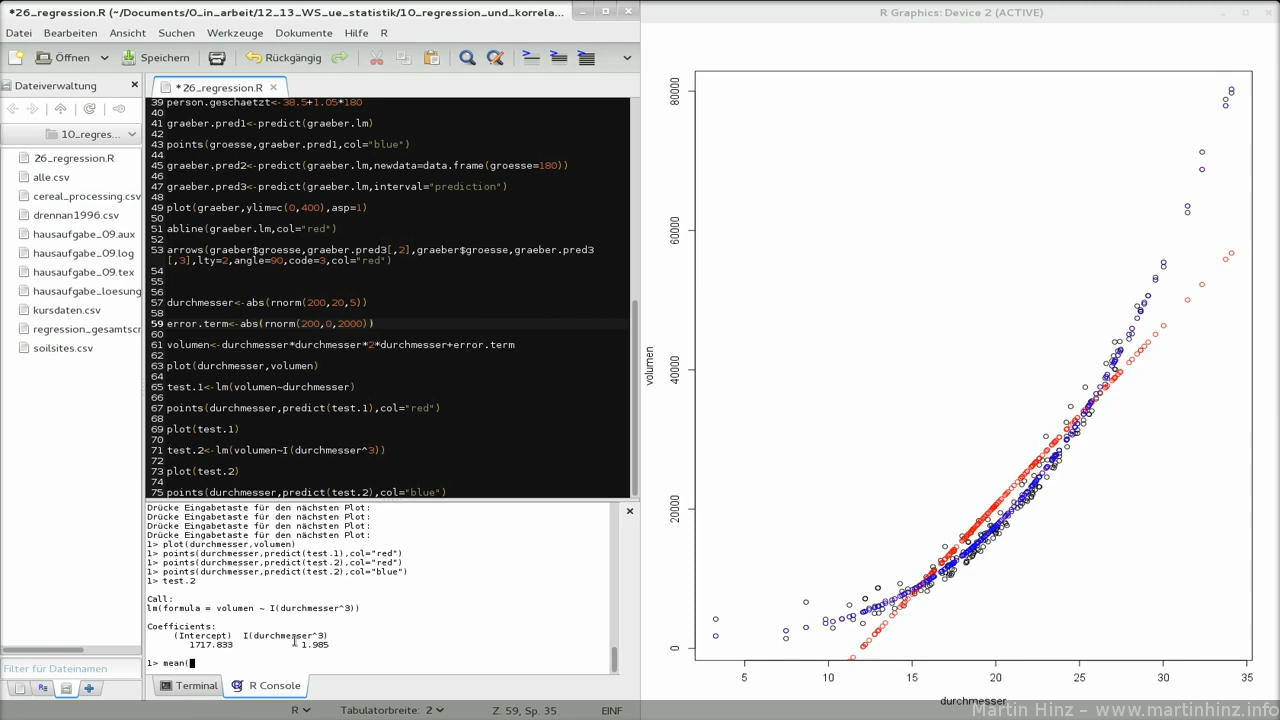 *26_regression.R (~/Documents/0_in_arbeit/12_13_WS_ue_statistik/10_regression_und_korrela...
R Graphics: Device 2 (ACTIVE)
Datei Bearbeiten Ansicht Suchen Werkzeuge Dokumente Hilfe R
Öffnen Speichern Rückgängig
Dateiverwaltung
*26_regression.R
10_regres...
26_regression.R
alle.csv
cereal_processing.csv
drennan1996.csv
hausaufgabe_09.aux
hausaufgabe_09.log
hausaufgabe_09.tex
hausaufgabe_loesung
kursdaten.csv
regression_gesamtscr
soilsites.csv
Filter für Dateinamen
39 person.geschaetzt<-38.5+1.05*180
40
41 graeber.pred1<-predict(graeber.lm)
42
43 points(groesse,graeber.pred1,col="blue")
44
45 graeber.pred2<-predict(graeber.lm,newdata=data.frame(groesse=180))
46
47 graeber.pred3<-predict(graeber.lm,interval="prediction")
48
49 plot(graeber,ylim=c(0,400),asp=1)
50
51 abline(graeber.lm,col="red")
52
53 arrows(graeber$groesse,graeber.pred3[,2],graeber$groesse,graeber.pred3
[,3],lty=2,angle=90,code=3,col="red")
54
55
56
57 durchmesser<-abs(rnorm(200,20,5))
58
59 error.term<-abs(rnorm(200,0,2000))
60
61 volumen<-durchmesser*durchmesser*2*durchmesser+error.term
62
63 plot(durchmesser,volumen)
64
65 test.1<-lm(volumen~durchmesser)
66
67 points(durchmesser,predict(test.1),col="red")
68
69 plot(test.1)
70
71 test.2<-lm(volumen~I(durchmesser^3))
72
73 plot(test.2)
74
75 points(durchmesser,predict(test.2),col="blue")
Drücke Eingabetaste für den nächsten Plot:
Drücke Eingabetaste für den nächsten Plot:
Drücke Eingabetaste für den nächsten Plot:
Drücke Eingabetaste für den nächsten Plot:
1> plot(durchmesser,volumen)
1> points(durchmesser,predict(test.1),col="red")
1> points(durchmesser,predict(test.2),col="red")
1> points(durchmesser,predict(test.2),col="blue")
1> test.2
Call:
lm(formula = volumen ~ I(durchmesser^3))
Coefficients:
(Intercept) I(durchmesser^3)
1717.833 1.985
1> mean(
Terminal R Console
R Tabulatorbreite: 2 Z. 59, Sp. 35 EINF
80000
60000
40000
20000
0
volumen
5 10 15 20 25 30 35
durchmesser
Martin Hinz - www.martinhinz.info